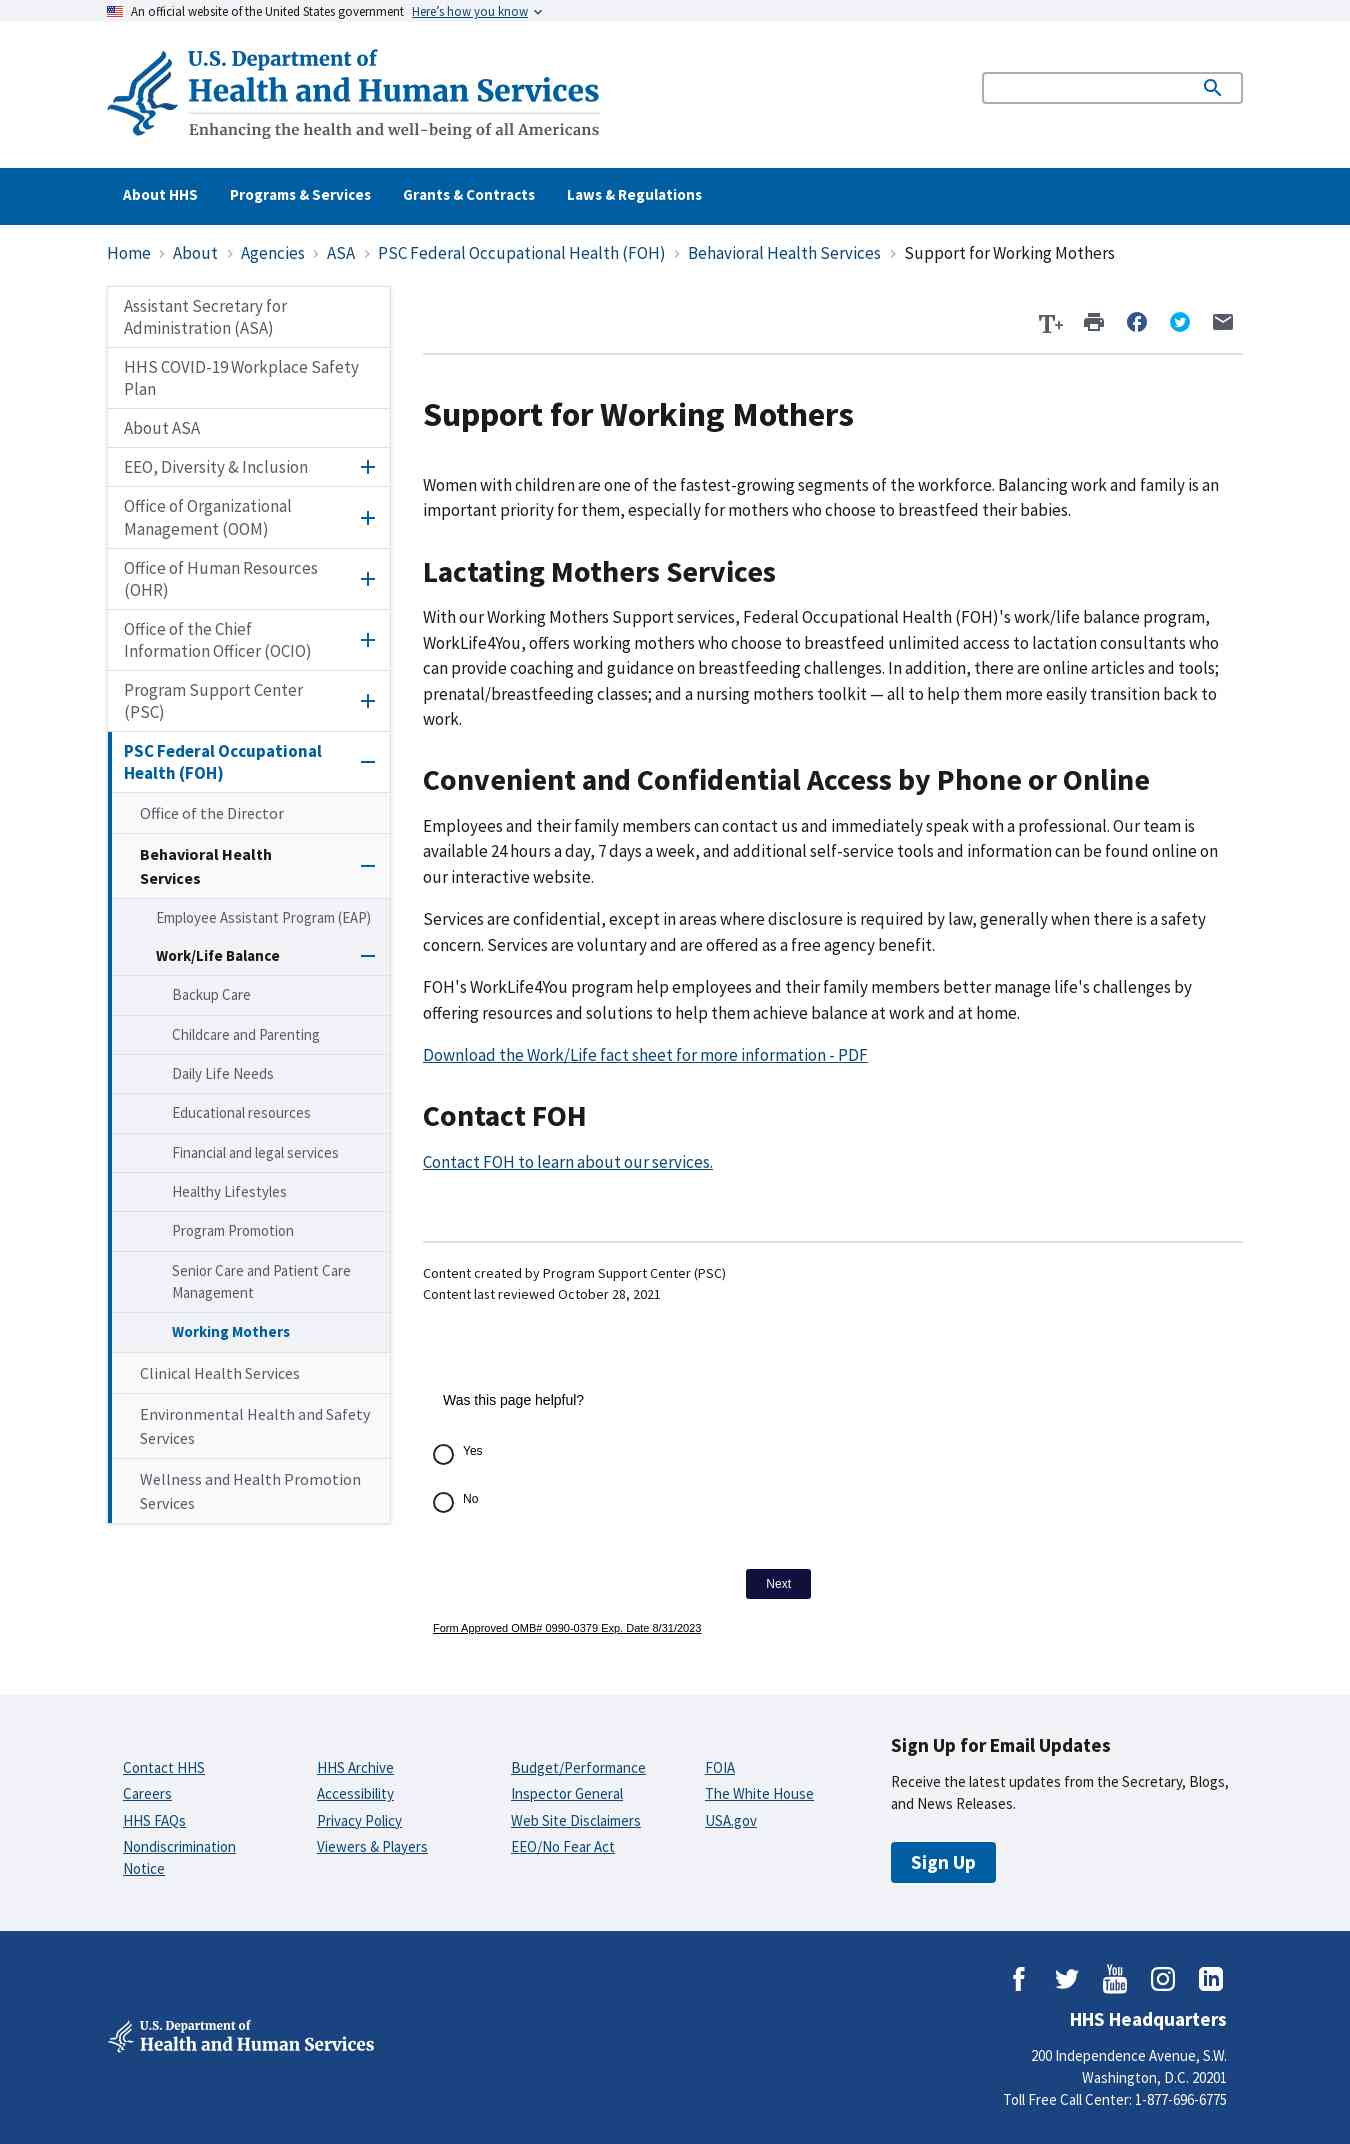 An official website of the United States government Here's how you know
U.S. Department of
Health and Human Services
Enhancing the health and well-being of all Americans
About HHS Programs & Services Grants & Contracts Laws & Regulations
Home › About › Agencies › ASA › PSC Federal Occupational Health (FOH) › Behavioral Health Services › Support for Working Mothers
Assistant Secretary for
Administration (ASA)
HHS COVID-19 Workplace Safety
Plan
About ASA
EEO, Diversity & Inclusion
Office of Organizational
Management (OOM)
Office of Human Resources
(OHR)
Office of the Chief
Information Officer (OCIO)
Program Support Center
(PSC)
PSC Federal Occupational
Health (FOH)
Office of the Director
Behavioral Health
Services
Employee Assistant Program (EAP)
Work/Life Balance
Backup Care
Childcare and Parenting
Daily Life Needs
Educational resources
Financial and legal services
Healthy Lifestyles
Program Promotion
Senior Care and Patient Care
Management
Working Mothers
Clinical Health Services
Environmental Health and Safety
Services
Wellness and Health Promotion
Services
T+
Support for Working Mothers
Women with children are one of the fastest-growing segments of the workforce. Balancing work and family is an
important priority for them, especially for mothers who choose to breastfeed their babies.
Lactating Mothers Services
With our Working Mothers Support services, Federal Occupational Health (FOH)'s work/life balance program,
WorkLife4You, offers working mothers who choose to breastfeed unlimited access to lactation consultants who
can provide coaching and guidance on breastfeeding challenges. In addition, there are online articles and tools;
prenatal/breastfeeding classes; and a nursing mothers toolkit — all to help them more easily transition back to
work.
Convenient and Confidential Access by Phone or Online
Employees and their family members can contact us and immediately speak with a professional. Our team is
available 24 hours a day, 7 days a week, and additional self-service tools and information can be found online on
our interactive website.
Services are confidential, except in areas where disclosure is required by law, generally when there is a safety
concern. Services are voluntary and are offered as a free agency benefit.
FOH's WorkLife4You program help employees and their family members better manage life's challenges by
offering resources and solutions to help them achieve balance at work and at home.
Download the Work/Life fact sheet for more information - PDF
Contact FOH
Contact FOH to learn about our services.
Content created by Program Support Center (PSC)
Content last reviewed October 28, 2021
Was this page helpful?
Yes
No
Next
Form Approved OMB# 0990-0379 Exp. Date 8/31/2023
Contact HHS
Careers
HHS FAQs
Nondiscrimination
Notice
HHS Archive
Accessibility
Privacy Policy
Viewers & Players
Budget/Performance
Inspector General
Web Site Disclaimers
EEO/No Fear Act
FOIA
The White House
USA.gov
Sign Up for Email Updates
Receive the latest updates from the Secretary, Blogs,
and News Releases.
Sign Up
You
Tube
U.S. Department of
Health and Human Services
HHS Headquarters
200 Independence Avenue, S.W.
Washington, D.C. 20201
Toll Free Call Center: 1-877-696-6775